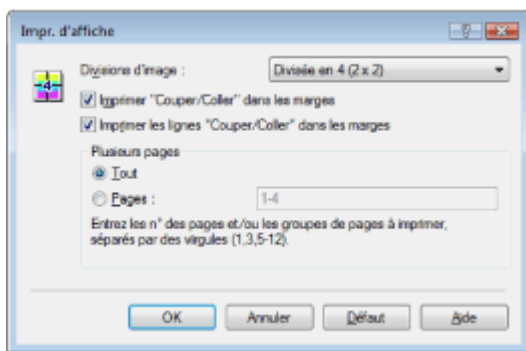 Impr. d'affiche
Divisions d'image :
Divisée en 4 (2 x 2)
4
Imprimer "Couper/Coller" dans les marges
Imprimer les lignes "Couper/Coller" dans les marges
Plusieurs pages
Tout
Pages :
1-4
Entrez les n° des pages et/ou les groupes de pages à imprimer,
séparés par des virgules (1,3,5-12).
OK
Annuler
Défaut
Aide